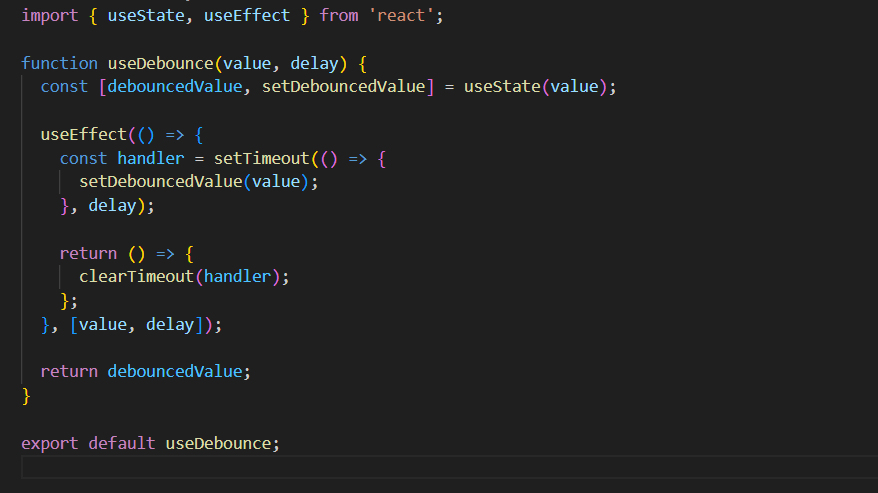 import { useState, useEffect } from 'react';
function useDebounce(value, delay) {
const [debouncedValue, setDebouncedValue] = useState(value);
useEffect(() => {
const handler = setTimeout(() => {
setDebouncedValue(value);
}, delay);
return () => {
clearTimeout(handler);
};
}, [value, delay]);
return debouncedValue;
}
export default useDebounce;